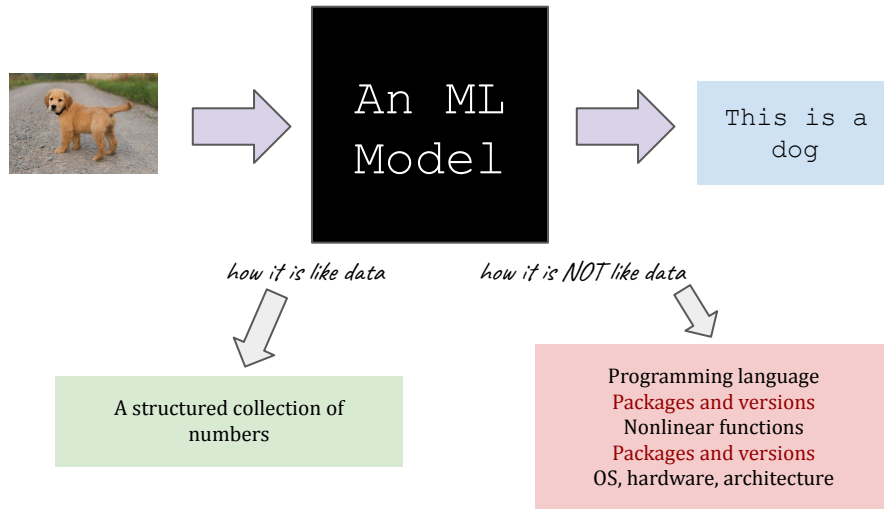 An ML
Model
This is a
dog
how it is like data
how it is NOT like data
A structured collection of
numbers
Programming language
Packages and versions
Nonlinear functions
Packages and versions
OS, hardware, architecture